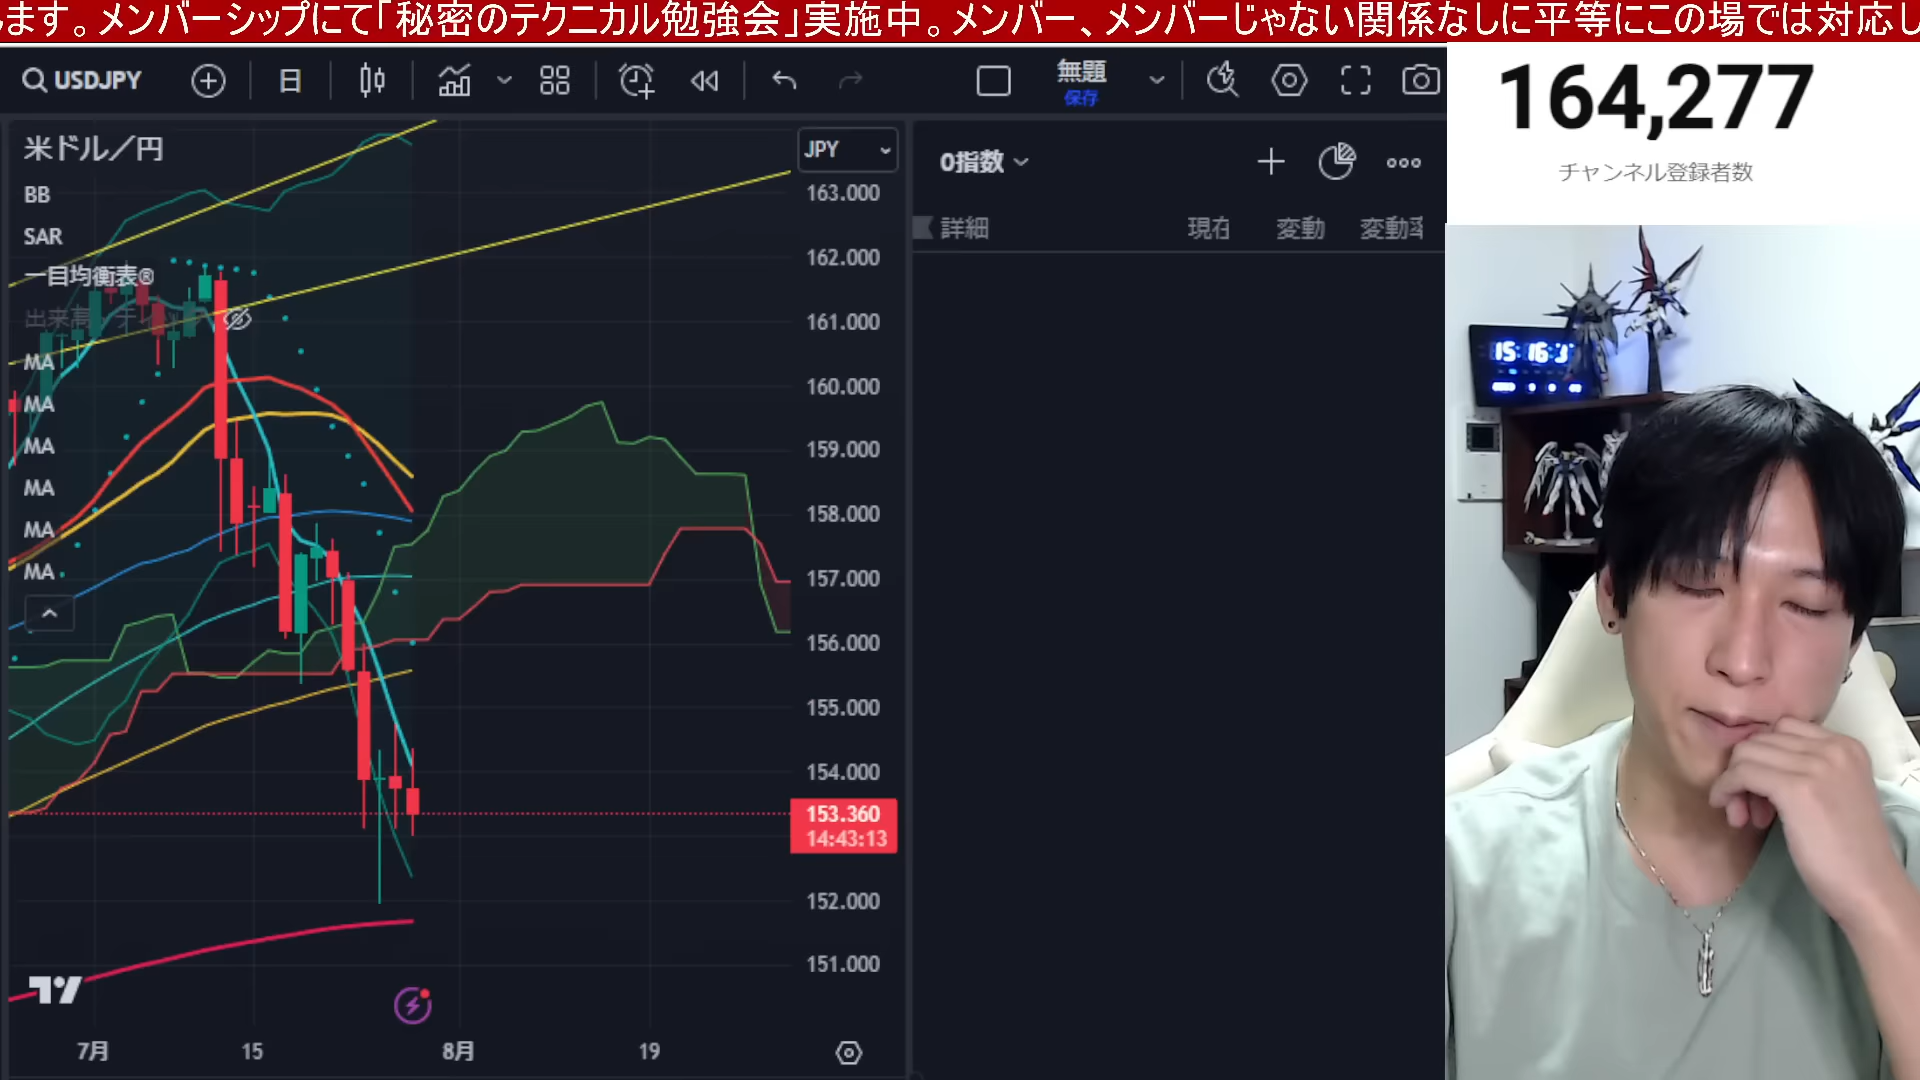 ます。メンバーシップにて「秘密のテクニカル勉強会」実施中。メンバー、メンバーじゃない関係なしに平等にこの場では対応し
USDJPY
日
無題
保存
164,277
チャンネル登録者数
米ドル/円
BB
SAR
一目均衡表®
MA
MA
MA
MA
MA
MA
JPY
163.000
162.000
161.000
160.000
159.000
158.000
157.000
156.000
155.000
154.000
153.360
14:43:13
152.000
151.000
7月
15
8月
19
0指数
詳細
現在
変動
変動率
15:16:3